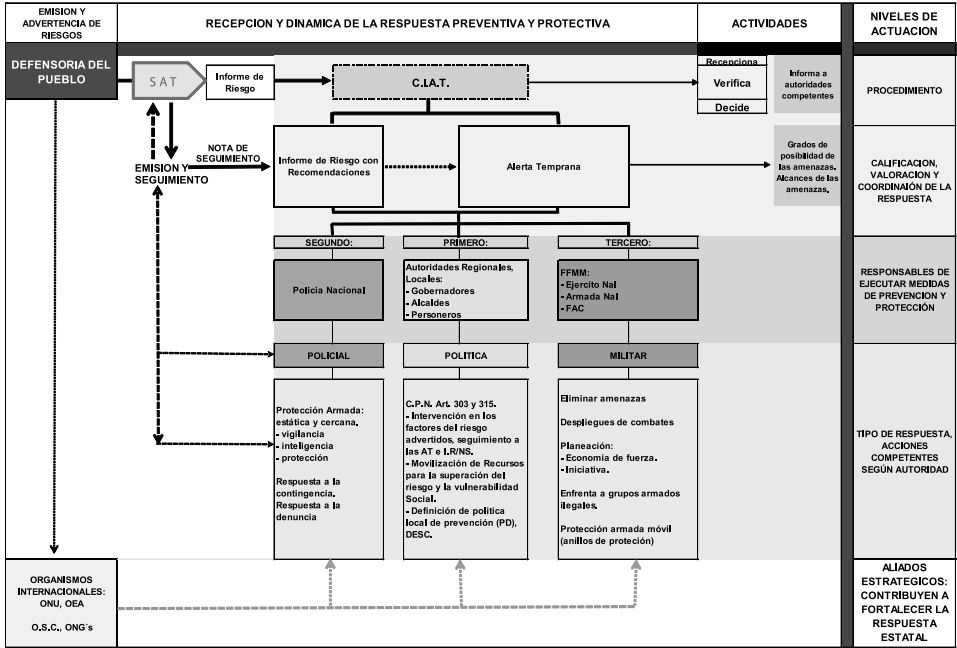 EMISION Y
ADVERTENCIA DE
RIESGOS
RECEPCION Y DINAMICA DE LA RESPUESTA PREVENTIVA Y PROTECTIVA
ACTIVIDADES
NIVELES DE
ACTUACION
DEFENSORIA DEL
PUEBLO
SAT
Informe de
Riesgo
C.I.A.T.
Recepciona
Verifica
Decide
Informa a
autoridades
competentes
PROCEDIMIENTO
EMISION Y
SEGUIMIENTO
NOTA DE
SEGUIMIENTO
Informe de Riesgo con
Recomendaciones
Alerta Temprana
Grados de
posibilidad de
las amenazas.
Alcances de las
amenazas.
CALIFICACION,
VALORACION Y
COORDINAIÓN DE LA
RESPUESTA
SEGUNDO:
PRIMERO:
TERCERO:
Policia Nacional
Autoridades Regionales,
Locales:
- Gobernadores
- Alcaldes
- Personeros
FFMM:
- Ejercito Nal
- Armada Nal
- FAC
RESPONSABLES DE
EJECUTAR MEDIDAS
DE PREVENCION Y
PROTECCIÓN
POLICIAL
POLITICA
MILITAR
Protección Armada:
estática y cercana.
- vigilancia
- inteligencia
- protección
Respuesta a la
contingencia.
Respuesta a la
denuncia
C.P.N. Art. 303 y 315.
- Intervención en los
factores del riesgo
advertidos, seguimiento a
las AT e I.R/NS.
- Movilización de Recursos
para la superación del
riesgo y la vulnerabilidad
Social.
- Definición de politica
local de prevención (PD),
DESC.
Eliminar amenazas
Despliegues de combates
Planeación:
- Economia de fuerza.
- Iniciativa.
Enfrenta a grupos armados
ilegales.
Protección armada móvil
(anillos de proteción)
TIPO DE RESPUESTA,
ACCIONES
COMPETENTES
SEGÚN AUTORIDAD
ORGANISMOS
INTERNACIONALES:
ONU, OEA
O.S.C., ONG´s
ALIADOS
ESTRATEGICOS:
CONTRIBUYEN A
FORTALECER LA
RESPUESTA
ESTATAL